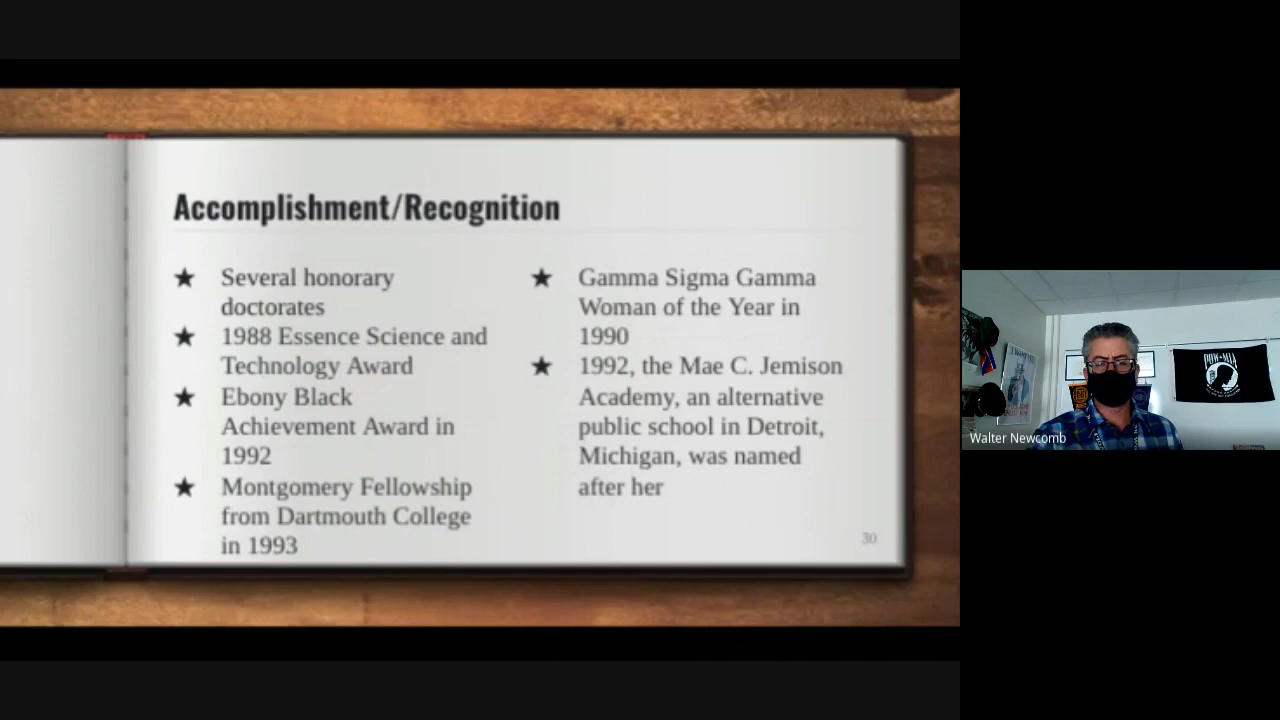 Accomplishment/Recognition
★ Several honorary
doctorates
★ 1988 Essence Science and
Technology Award
★ Ebony Black
Achievement Award in
1992
★ Montgomery Fellowship
from Dartmouth College
in 1993
★ Gamma Sigma Gamma
Woman of the Year in
1990
★ 1992, the Mae C. Jemison
Academy, an alternative
public school in Detroit,
Michigan, was named
after her
30
POW★MIA
Walter Newcomb